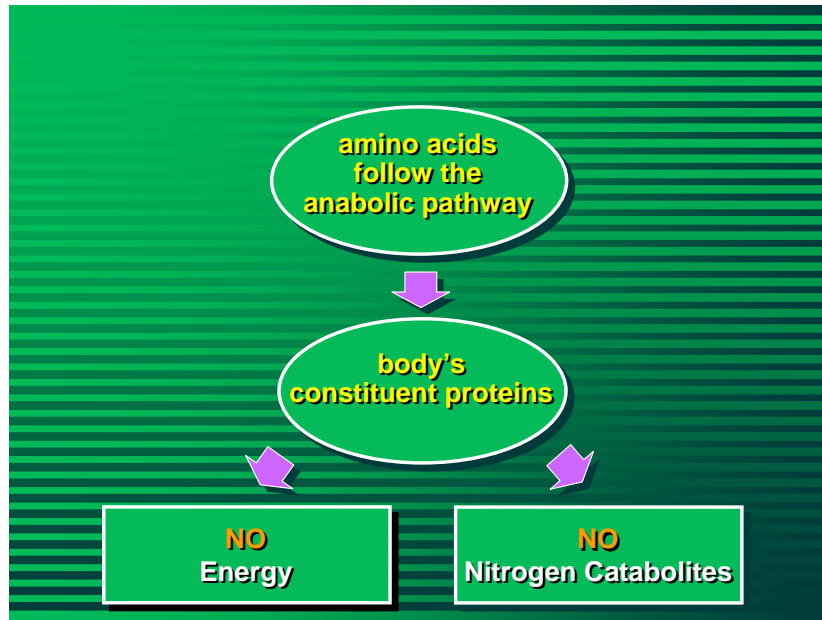 amino acids
follow the
anabolic pathway
body’s
constituent proteins
NO
Energy
NO
Nitrogen Catabolites